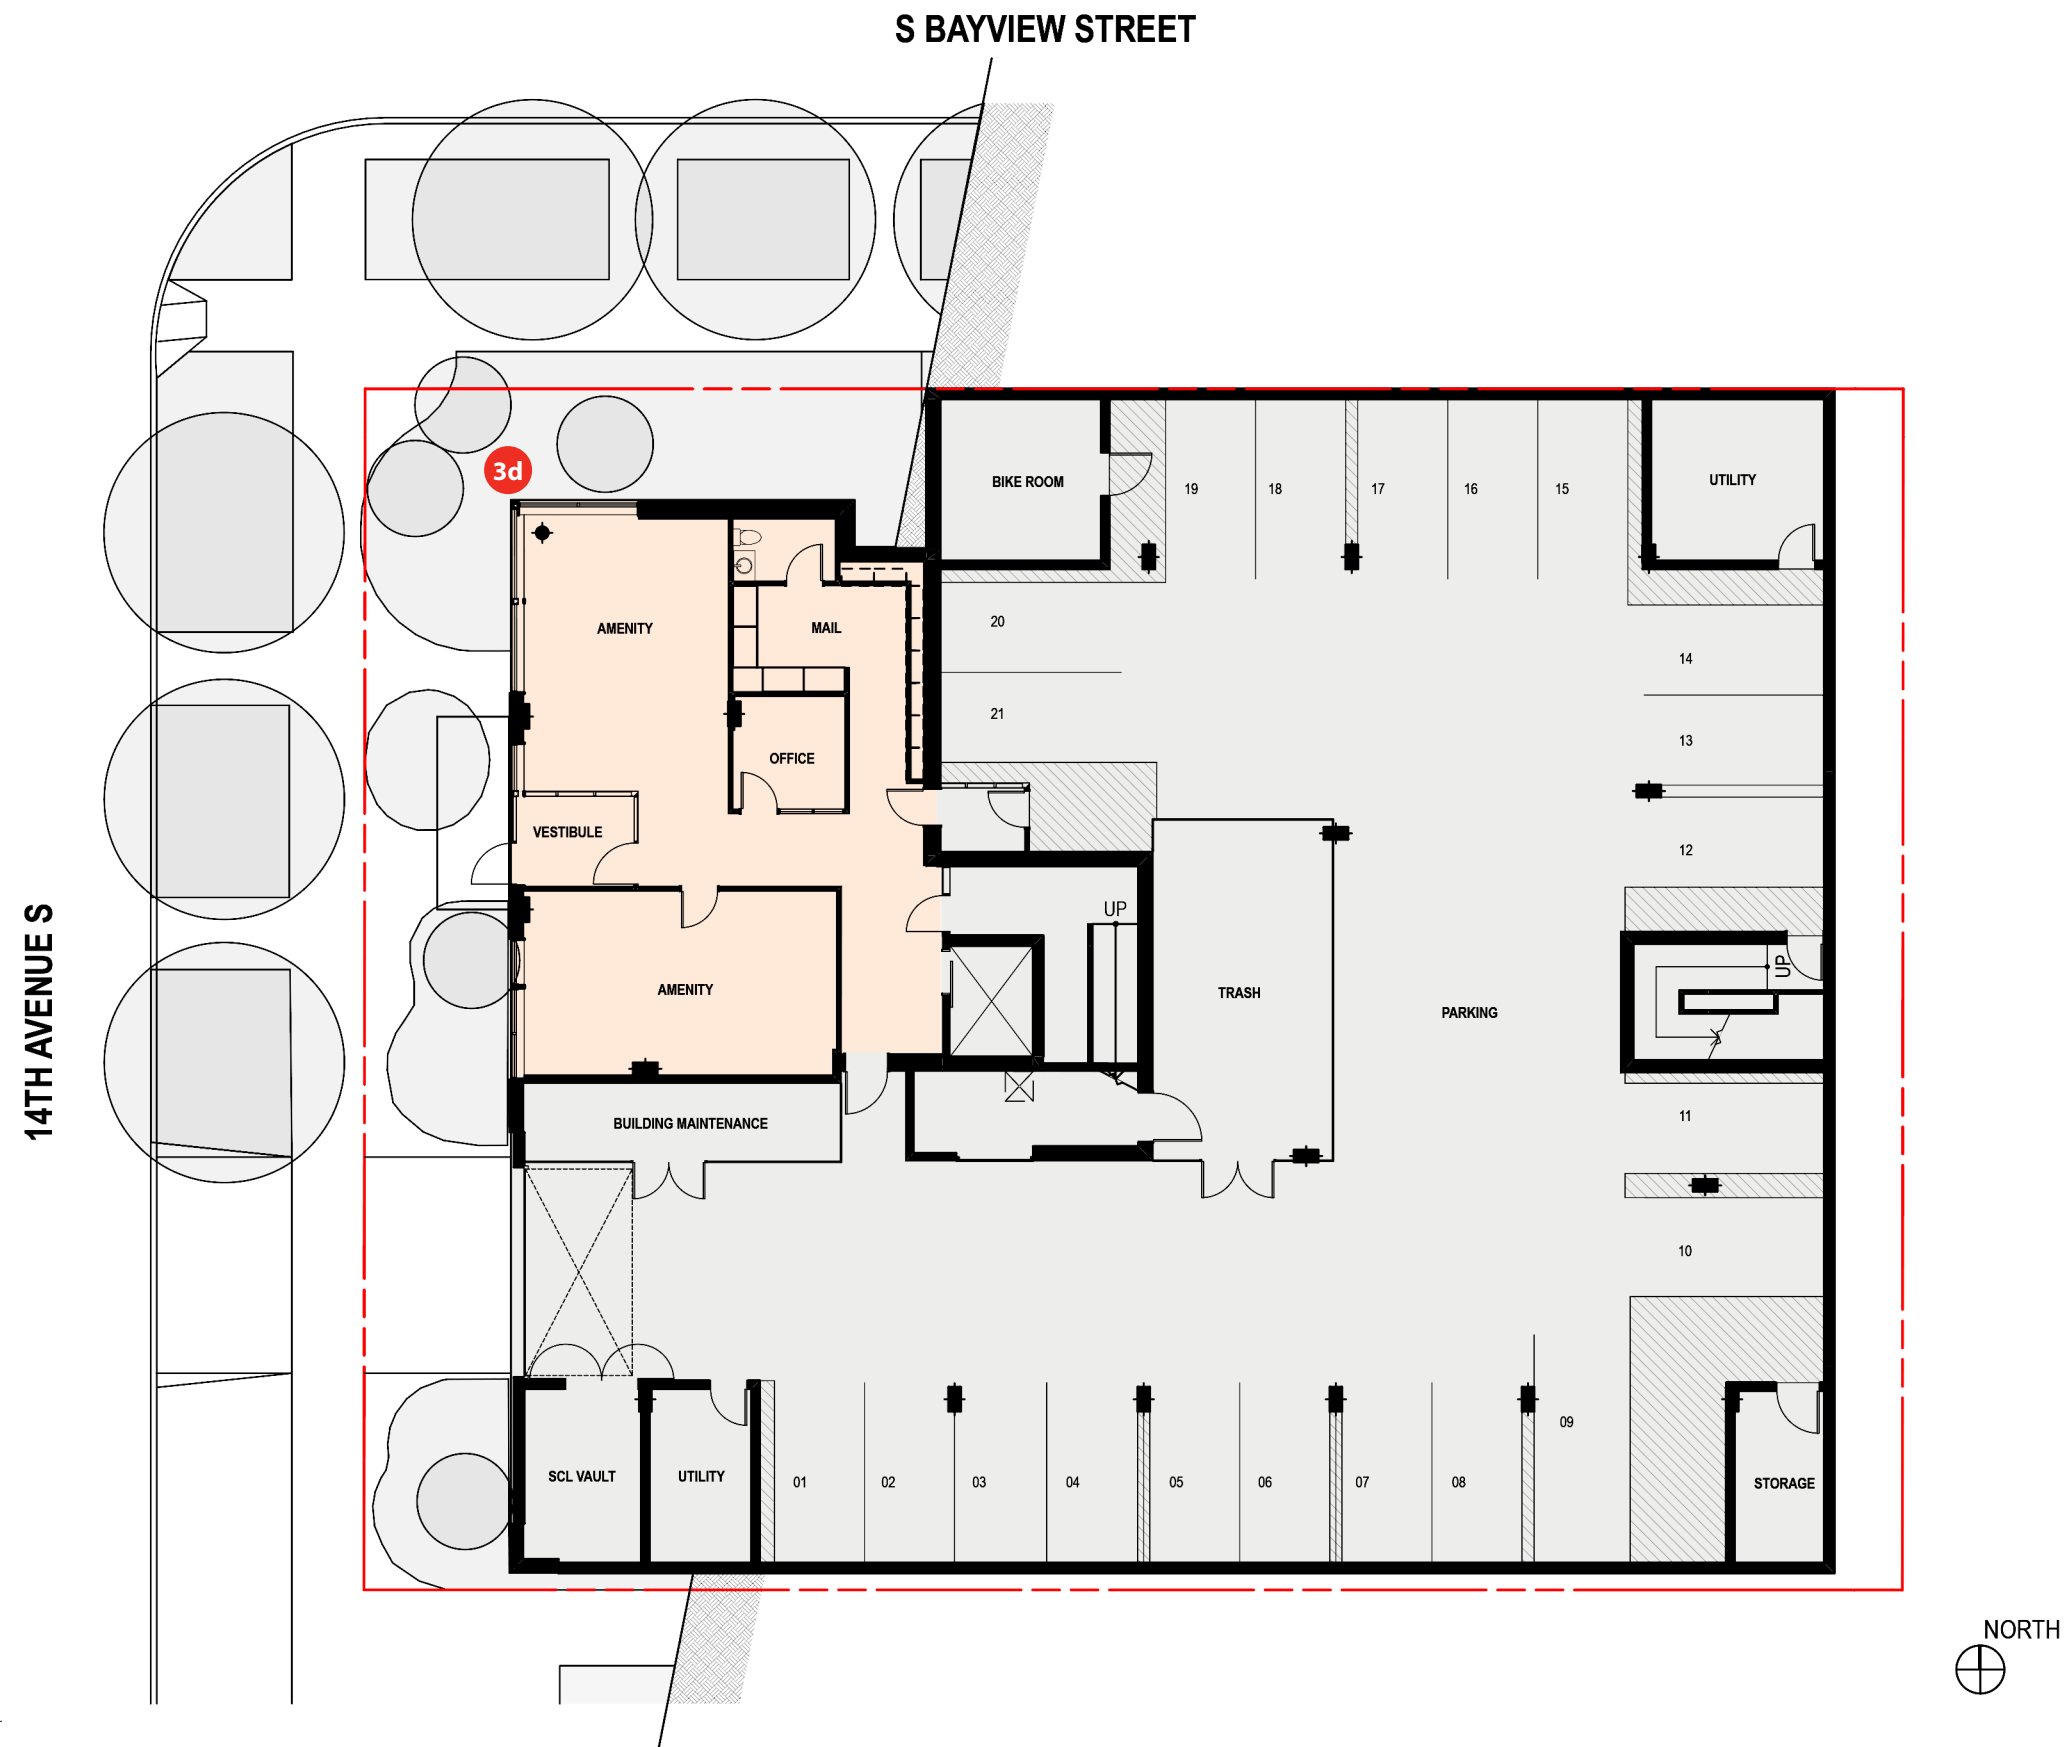 S BAYVIEW STREET
3d
BIKE ROOM
19
18
17
16
15
UTILITY
AMENITY
MAIL
20
14
21
13
OFFICE
VESTIBULE
12
UP
14TH AVENUE S
AMENITY
TRASH
PARKING
UP
BUILDING MAINTENANCE
11
10
09
SCL VAULT
UTILITY
01
02
03
04
05
06
07
08
STORAGE
NORTH